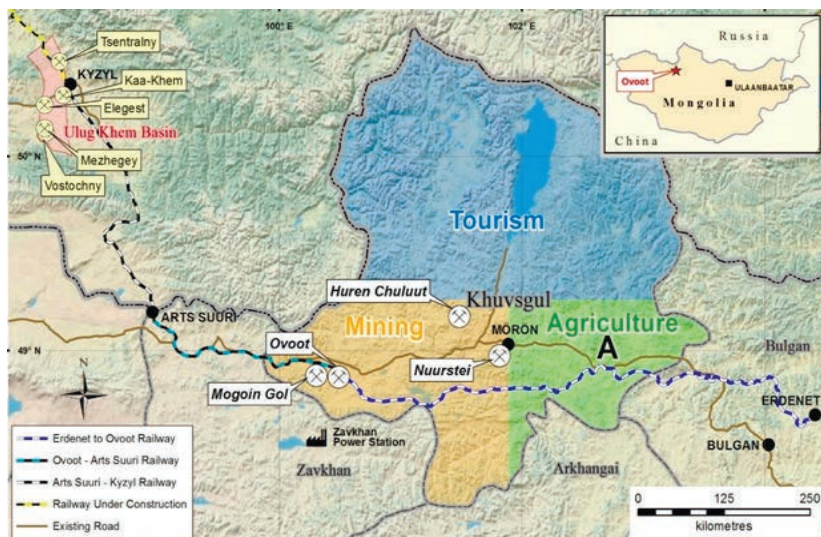 100° E
102° E
Tsentralny
KYZYL
Kaa-Khem
Elegest
Ulug Khem Basin
Mezhegey
Vostochny
50° N
Russia
Ovoot
ULAANBAATAR
Mongolia
China
Tourism
Huren Chuluut
Khuvsgul
ARTS SUURI
Mining
MÖRÖN
Agriculture
A
Ovoot
Nuurstei
Mogoin Gol
49° N
N
Bulgan
ERDENET
BULGAN
Zavkhan
Power Station
Zavkhan
Arkhangai
Erdenet to Ovoot Railway
Ovoot - Arts Suuri Railway
Arts Suuri - Kyzyl Railway
Railway Under Construction
Existing Road
0 125 250
kilometres